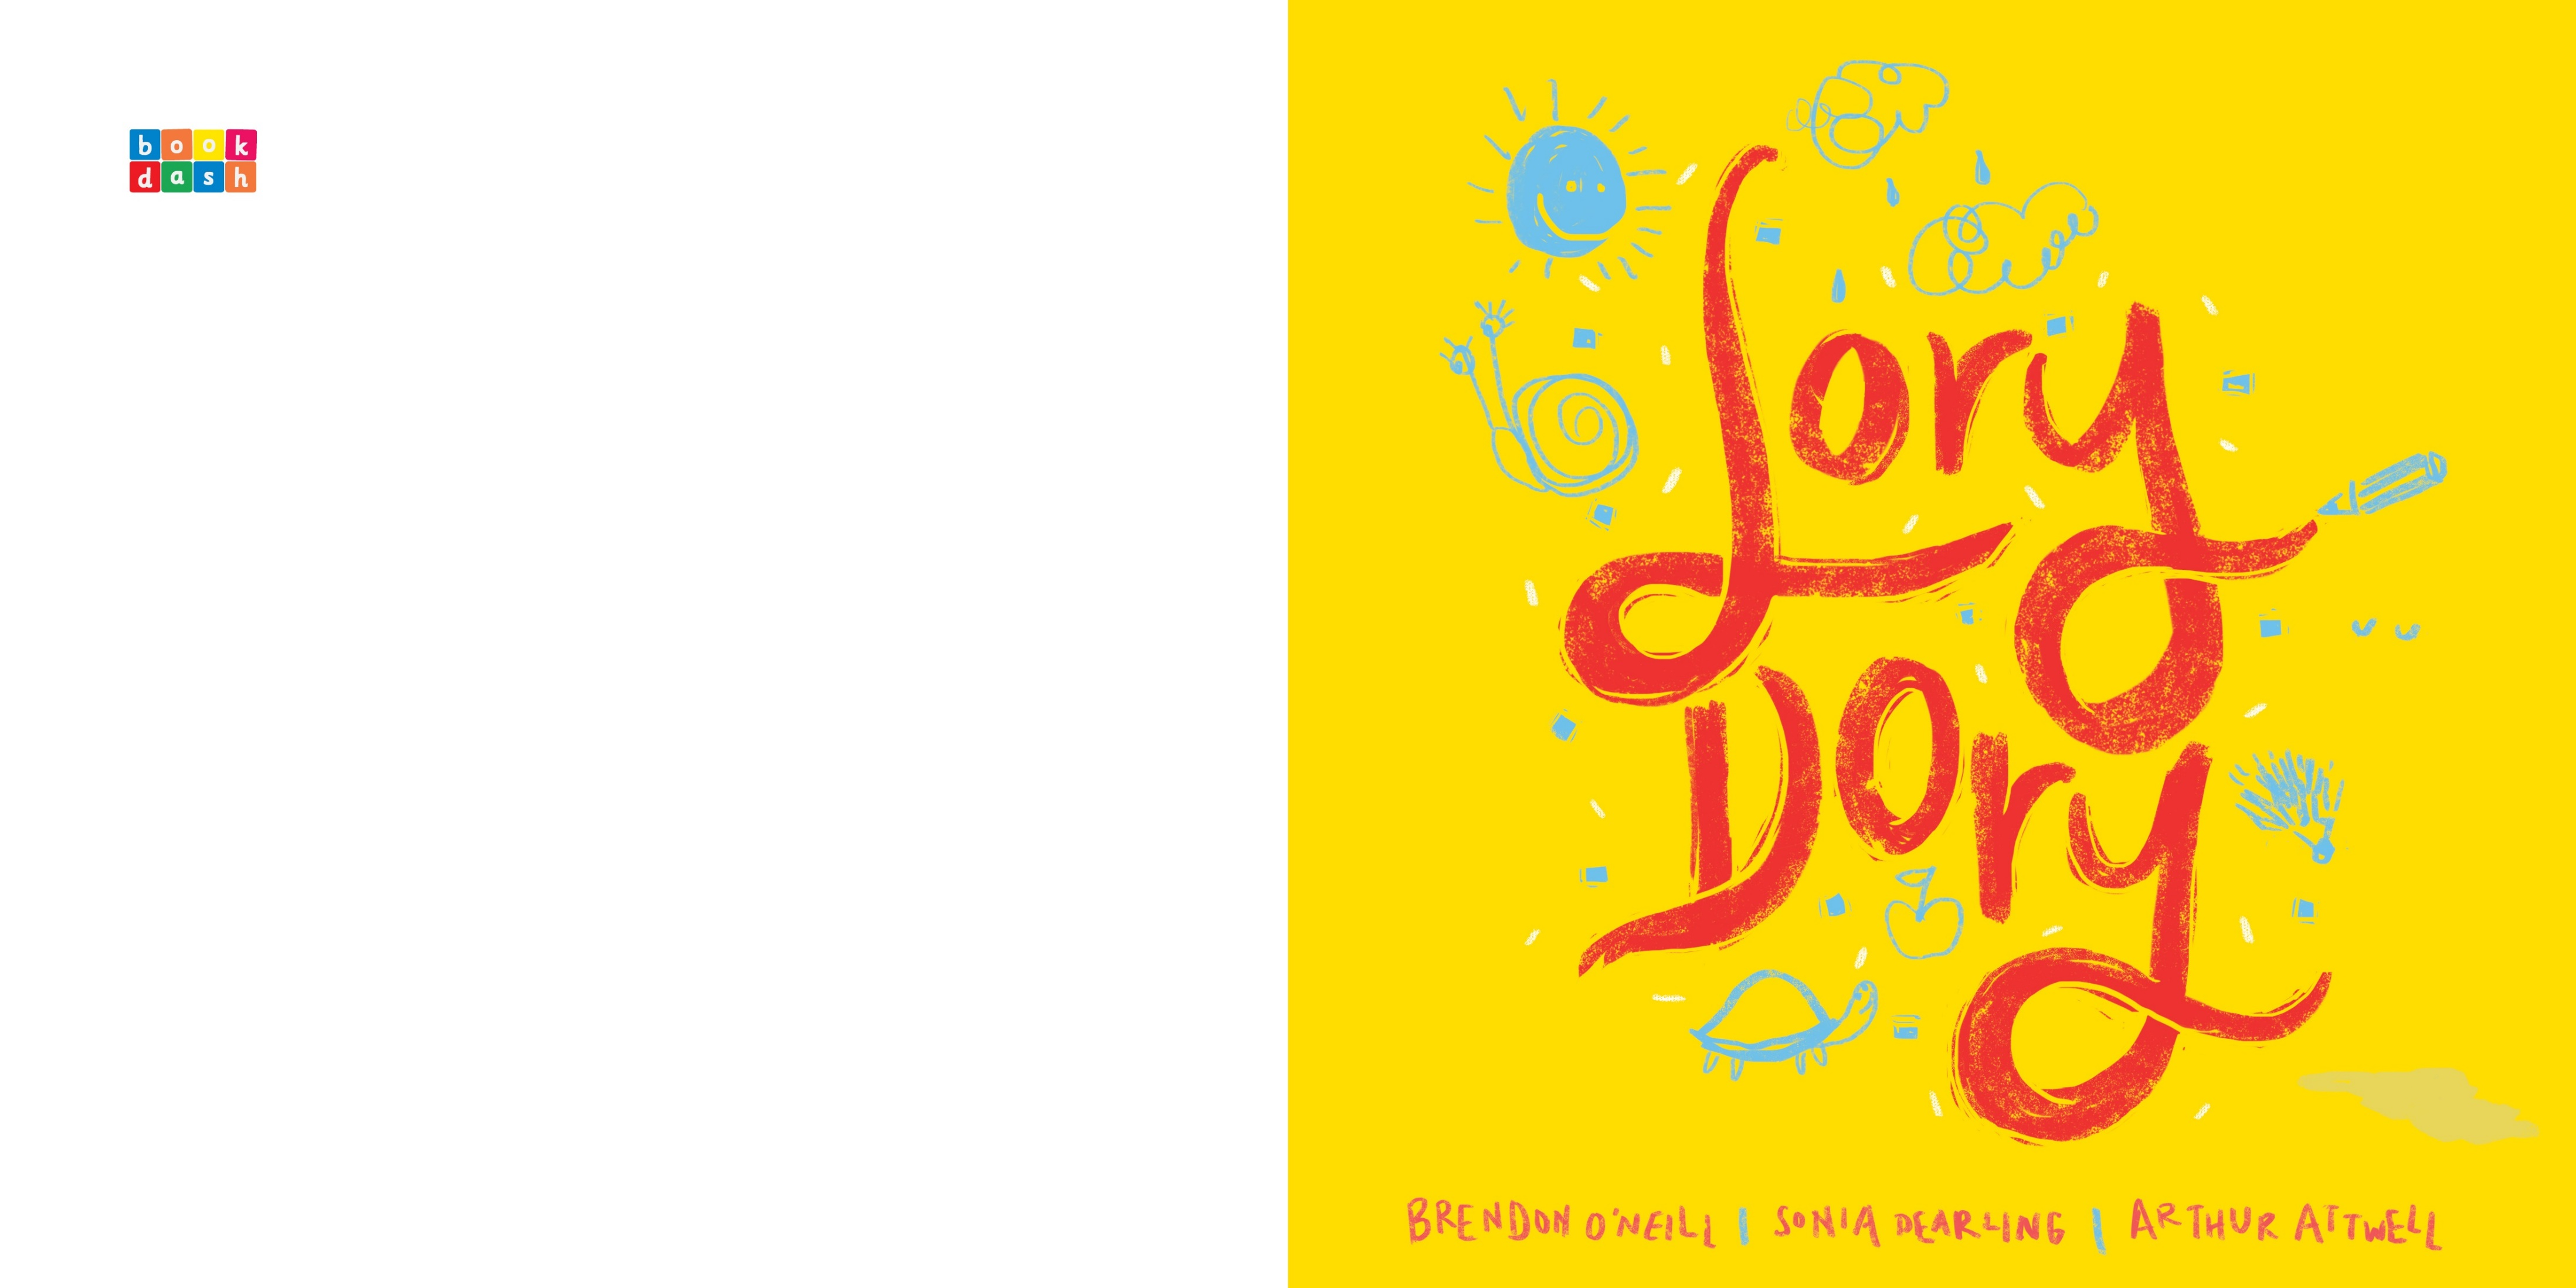 book
dash
Lory
Dory
BRENDON O'NEILL | SONIA DEARLING | ARTHUR ATTWELL